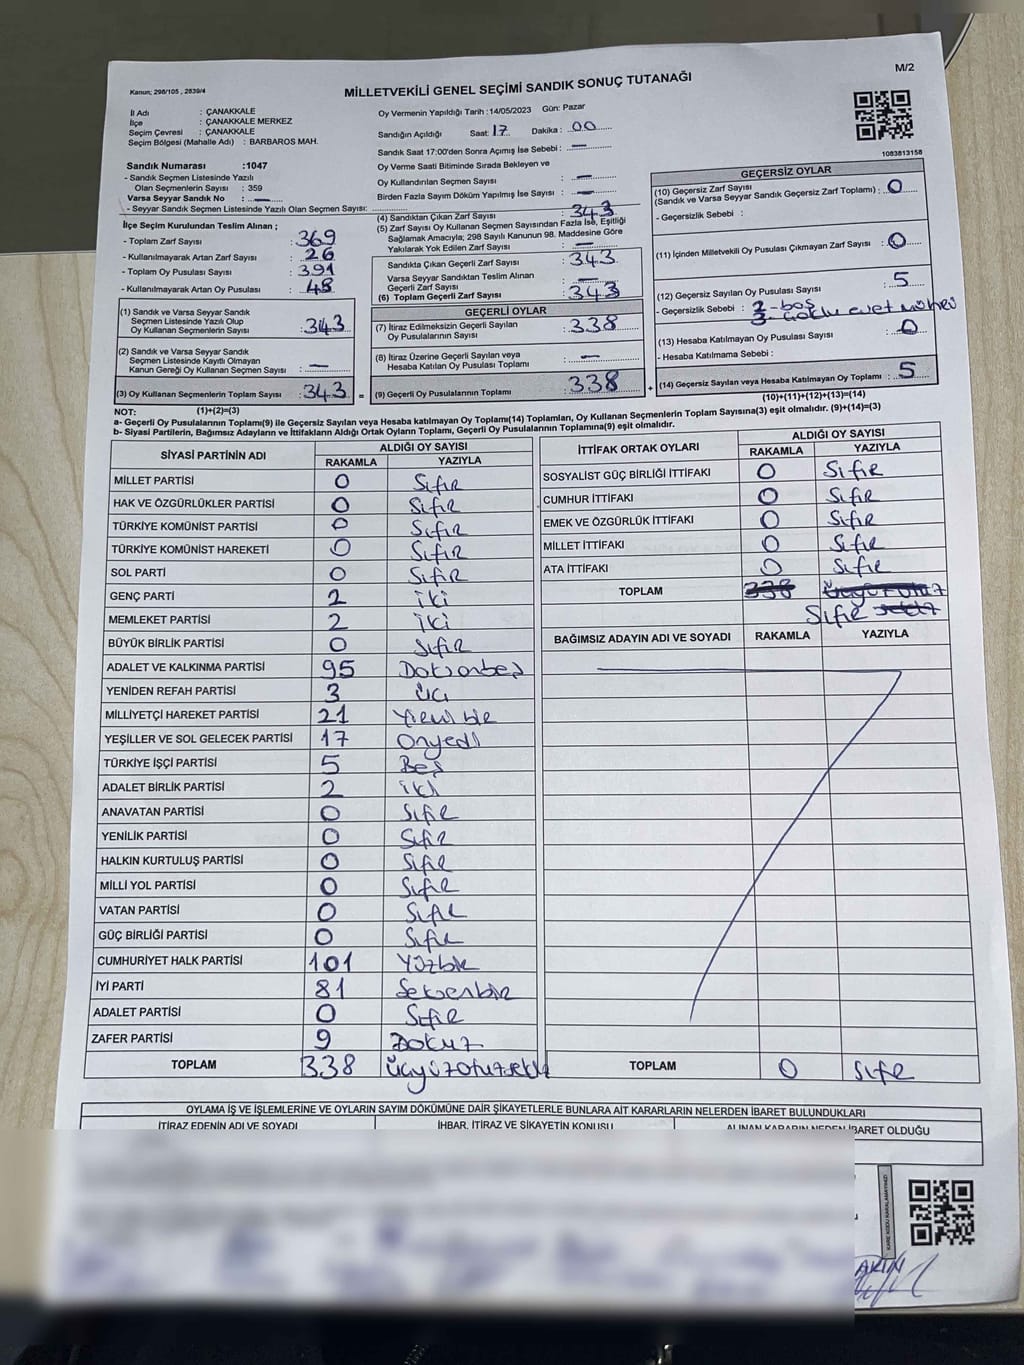 M/2
Kanun; 298/105 , 2839/4
MİLLETVEKİLİ GENEL SEÇİMİ SANDIK SONUÇ TUTANAĞI
İl Adı : ÇANAKKALE
İlçe : ÇANAKKALE MERKEZ
Seçim Çevresi : ÇANAKKALE
Seçim Bölgesi (Mahalle Adı) : BARBAROS MAH.
Sandık Numarası :1047
- Sandık Seçmen Listesinde Yazılı
Olan Seçmenlerin Sayısı : 359
Varsa Seyyar Sandık No : —
- Seyyar Sandık Seçmen Listesinde Yazılı Olan Seçmen Sayısı:
İlçe Seçim Kurulundan Teslim Alınan ;
- Toplam Zarf Sayısı : 369
- Kullanılmayarak Artan Zarf Sayısı : 26
- Toplam Oy Pusulası Sayısı : 391
- Kullanılmayarak Artan Oy Pusulası : 48
(1) Sandık ve Varsa Seyyar Sandık
Seçmen Listesinde Yazılı Olup
Oy Kullanan Seçmenlerin Sayısı : 343
(2) Sandık ve Varsa Seyyar Sandık
Seçmen Listesinde Kayıtlı Olmayan
Kanun Gereği Oy Kullanan Seçmen Sayısı : —
(3) Oy Kullanan Seçmenlerin Toplam Sayısı : 343
Oy Vermenin Yapıldığı Tarih :14/05/2023 Gün: Pazar
Sandığın Açıldığı Saat: 17 Dakika : 00
Sandık Saat 17:00'den Sonra Açımış İse Sebebi : —
Oy Verme Saati Bitiminde Sırada Bekleyen ve
Oy Kullandırılan Seçmen Sayısı : —
Birden Fazla Sayım Döküm Yapılmış İse Sayısı : —
(4) Sandıktan Çıkan Zarf Sayısı : 343
(5) Zarf Sayısı Oy Kullanan Seçmen Sayısından Fazla İse, Eşitliği
Sağlamak Amacıyla; 298 Sayılı Kanunun 98. Maddesine Göre
Yakılarak Yok Edilen Zarf Sayısı : —
Sandıkta Çıkan Geçerli Zarf Sayısı : 343
Varsa Seyyar Sandıktan Teslim Alınan
Geçerli Zarf Sayısı : —
(6) Toplam Geçerli Zarf Sayısı : 343
GEÇERLİ OYLAR
(7) İtiraz Edilmeksizin Geçerli Sayılan
Oy Pusulalarının Sayısı : 338
(8) İtiraz Üzerine Geçerli Sayılan veya
Hesaba Katılan Oy Pusulası Toplamı : —
= (9) Geçerli Oy Pusulalarının Toplamı : 338
1083813158
GEÇERSİZ OYLAR
(10) Geçersiz Zarf Sayısı
(Sandık ve Varsa Seyyar Sandık Geçersiz Zarf Toplamı) : 0
- Geçersizlik Sebebi :
(11) İçinden Milletvekili Oy Pusulası Çıkmayan Zarf Sayısı : 0
(12) Geçersiz Sayılan Oy Pusulası Sayısı : 5
- Geçersizlik Sebebi : 2- boş
3- çoklu evet mührü
(13) Hesaba Katılmayan Oy Pusulası Sayısı : 0
- Hesaba Katılmama Sebebi :
+ (14) Geçersiz Sayılan veya Hesaba Katılmayan Oy Toplamı : 5
(10)+(11)+(12)+(13)=(14)
NOT: (1)+(2)=(3)
a- Geçerli Oy Pusulalarının Toplamı(9) ile Geçersiz Sayılan veya Hesaba katılmayan Oy Toplamı(14) Toplamları, Oy Kullanan Seçmenlerin Toplam Sayısına(3) eşit olmalıdır. (9)+(14)=(3)
b- Siyasi Partilerin, Bağımsız Adayların ve İttifakların Aldığı Ortak Oyların Toplamı, Geçerli Oy Pusulalarının Toplamına(9) eşit olmalıdır.
SİYASİ PARTİNİN ADI ALDIĞI OY SAYISI
RAKAMLA YAZIYLA
MİLLET PARTİSİ 0 Sıfır
HAK VE ÖZGÜRLÜKLER PARTİSİ 0 Sıfır
TÜRKİYE KOMÜNİST PARTİSİ 0 Sıfır
TÜRKİYE KOMÜNİST HAREKETİ 0 Sıfır
SOL PARTİ 0 Sıfır
GENÇ PARTİ 2 iki
MEMLEKET PARTİSİ 2 iki
BÜYÜK BİRLİK PARTİSİ 0 Sıfır
ADALET VE KALKINMA PARTİSİ 95 Doksanbeş
YENİDEN REFAH PARTİSİ 3 üç
MİLLİYETÇİ HAREKET PARTİSİ 21 Yirmi bir
YEŞİLLER VE SOL GELECEK PARTİSİ 17 Onyedi
TÜRKİYE İŞÇİ PARTİSİ 5 Beş
ADALET BİRLİK PARTİSİ 2 iki
ANAVATAN PARTİSİ 0 Sıfır
YENİLİK PARTİSİ 0 Sıfır
HALKIN KURTULUŞ PARTİSİ 0 Sıfır
MİLLİ YOL PARTİSİ 0 Sıfır
VATAN PARTİSİ 0 Sıfır
GÜÇ BİRLİĞİ PARTİSİ 0 Sıfır
CUMHURİYET HALK PARTİSİ 101 Yüzbir
İYİ PARTİ 81 Seksenbir
ADALET PARTİSİ 0 Sıfır
ZAFER PARTİSİ 9 Dokuz
TOPLAM 338 üçyüzotuzsekiz
İTTİFAK ORTAK OYLARI ALDIĞI OY SAYISI
RAKAMLA YAZIYLA
SOSYALİST GÜÇ BİRLİĞİ İTTİFAKI 0 Sıfır
CUMHUR İTTİFAKI 0 Sıfır
EMEK VE ÖZGÜRLÜK İTTİFAKI 0 Sıfır
MİLLET İTTİFAKI 0 Sıfır
ATA İTTİFAKI 0 Sıfır
TOPLAM 338 üçyüzotuz
Sıfır sekiz
BAĞIMSIZ ADAYIN ADI VE SOYADI RAKAMLA YAZIYLA
TOPLAM 0 Sıfır
OYLAMA İŞ VE İŞLEMLERİNE VE OYLARIN SAYIM DÖKÜMÜNE DAİR ŞİKAYETLERLE BUNLARA AİT KARARLARIN NELERDEN İBARET BULUNDUKLARI
İTİRAZ EDENİN ADI VE SOYADI İHBAR, İTİRAZ VE ŞİKAYETİN KONUSU ALINAN KARARIN NEDEN İBARET OLDUĞU
KARE KODU KARALAMAYINIZ!
AKIN